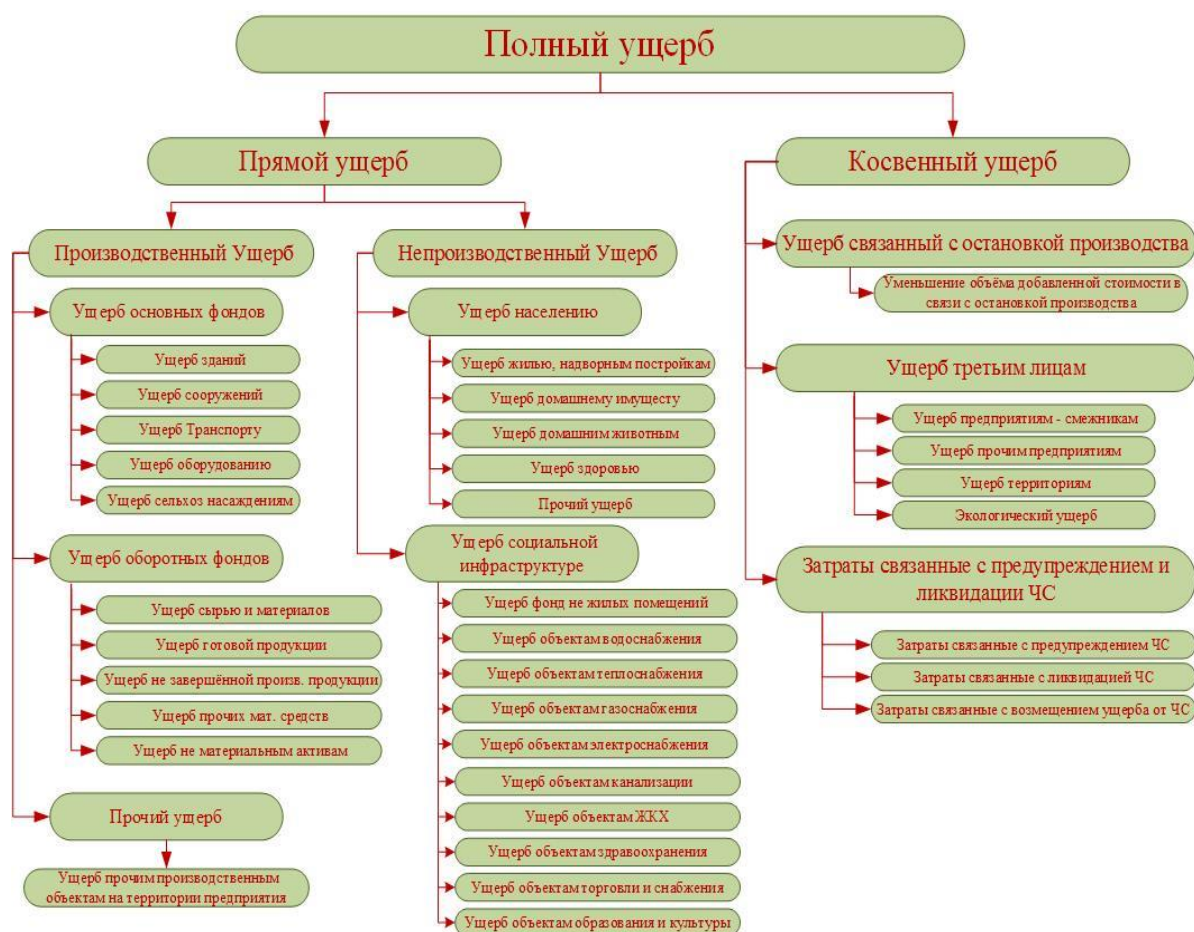 Полный ущерб
Прямой ущерб
Косвенный ущерб
Производственный Ущерб
Ущерб основных фондов
Ущерб зданий
Ущерб сооружений
Ущерб Транспорту
Ущерб оборудованию
Ущерб сельхоз насаждениям
Ущерб оборотных фондов
Ущерб сырью и материалов
Ущерб готовой продукции
Ущерб не завершённой произв. продукции
Ущерб прочих мат. средств
Ущерб не материальным активам
Прочий ущерб
Ущерб прочим производственным
объектам на территории предприятия
Непроизводственный Ущерб
Ущерб населению
Ущерб жилью, надворным постройкам
Ущерб домашнему имущесту
Ущерб домашним животным
Ущерб здоровью
Прочий ущерб
Ущерб социальной
инфраструктуре
Ущерб фонд не жилых помещений
Ущерб объектам водоснабжения
Ущерб объектам теплоснабжения
Ущерб объектам газоснабжения
Ущерб объектам электроснабжения
Ущерб объектам канализации
Ущерб объектам ЖКХ
Ущерб объектам здравоохранения
Ущерб объектам торговли и снабжения
Ущерб объектам образования и культуры
Ущерб связанный с остановкой производства
Уменьшение объёма добавленной стоимости в
связи с остановкой производства
Ущерб третьим лицам
Ущерб предприятиям - смежникам
Ущерб прочим предприятиям
Ущерб территориям
Экологический ущерб
Затраты связанные с предупреждением и
ликвидации ЧС
Затраты связанные с предупреждением ЧС
Затраты связанные с ликвидацией ЧС
Затраты связанные с возмещением ущерба от ЧС